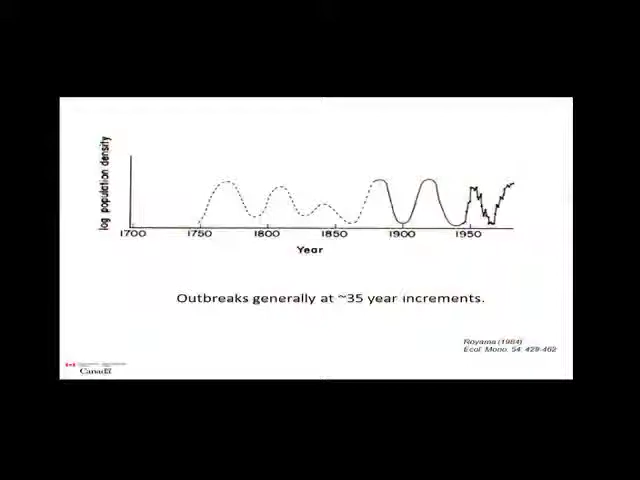 log population density
1700 1750 1800 1850 1900 1950
Year
Outbreaks generally at ~35 year increments.
Royama (1984)
Ecol. Mono. 54: 429-462
Canada